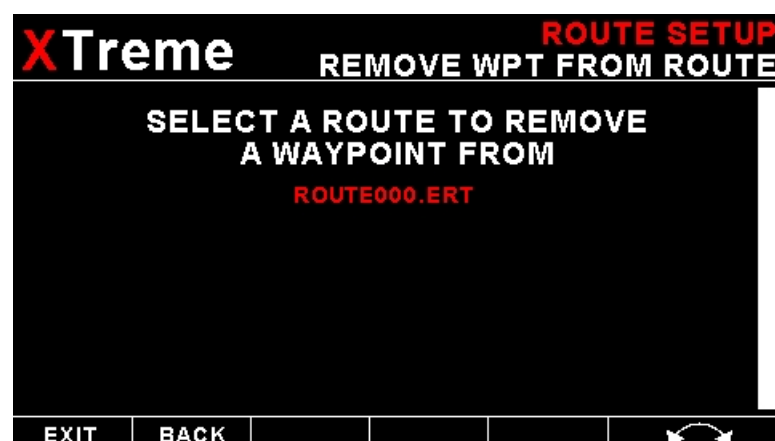 XTreme
ROUTE SETUP
REMOVE WPT FROM ROUTE
SELECT A ROUTE TO REMOVE
A WAYPOINT FROM
ROUTE000.ERT
EXIT BACK